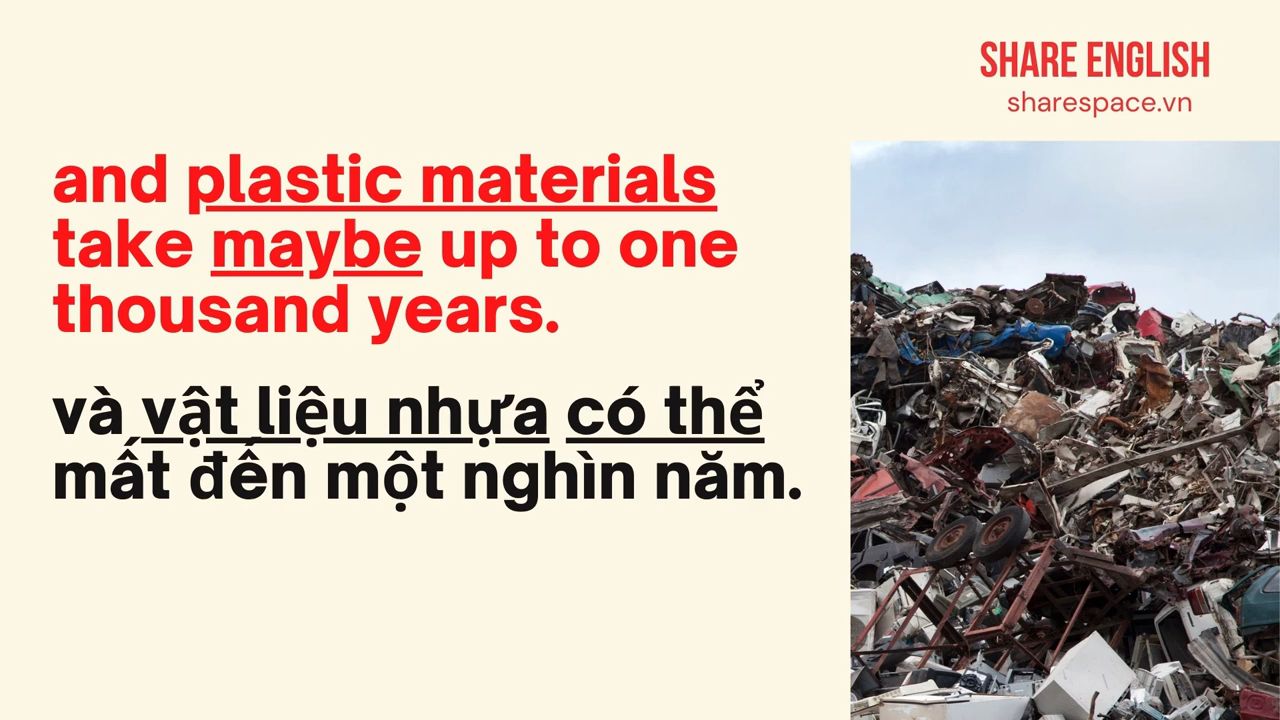 SHARE ENGLISH
sharespace.vn
and plastic materials
take maybe up to one
thousand years.
và vật liệu nhựa có thể
mất đến một nghìn năm.